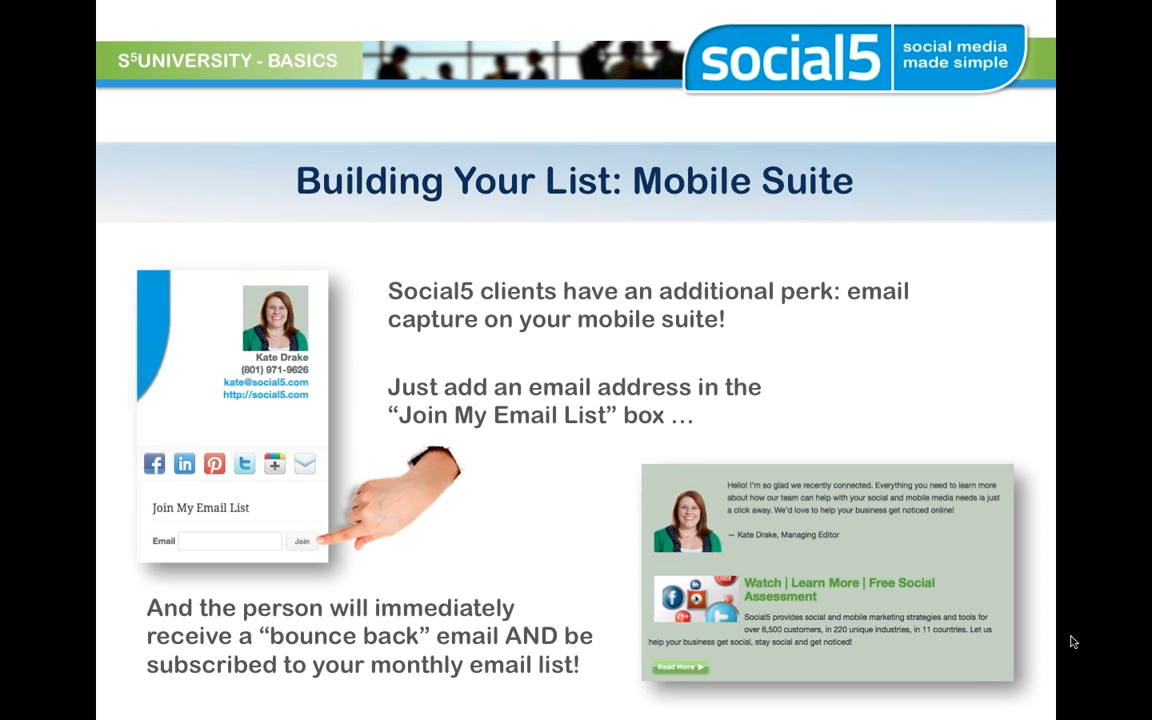 S⁵UNIVERSITY - BASICS
social5
social media
made simple
Building Your List: Mobile Suite
Kate Drake
(801) 971-9626
kate@social5.com
http://social5.com
Join My Email List
Email
Join
Social5 clients have an additional perk: email
capture on your mobile suite!
Just add an email address in the
“Join My Email List” box …
And the person will immediately
receive a “bounce back” email AND be
subscribed to your monthly email list!
Hello! I'm so glad we recently connected. Everything you need to learn more
about how our team can help with your social and mobile media needs is just
a click away. We'd love to help your business get noticed online!
— Kate Drake, Managing Editor
Watch | Learn More | Free Social
Assessment
Social5 provides social and mobile marketing strategies and tools for
over 6,500 customers, in 220 unique industries, in 11 countries. Let us
help your business get social, stay social and get noticed!
Read More